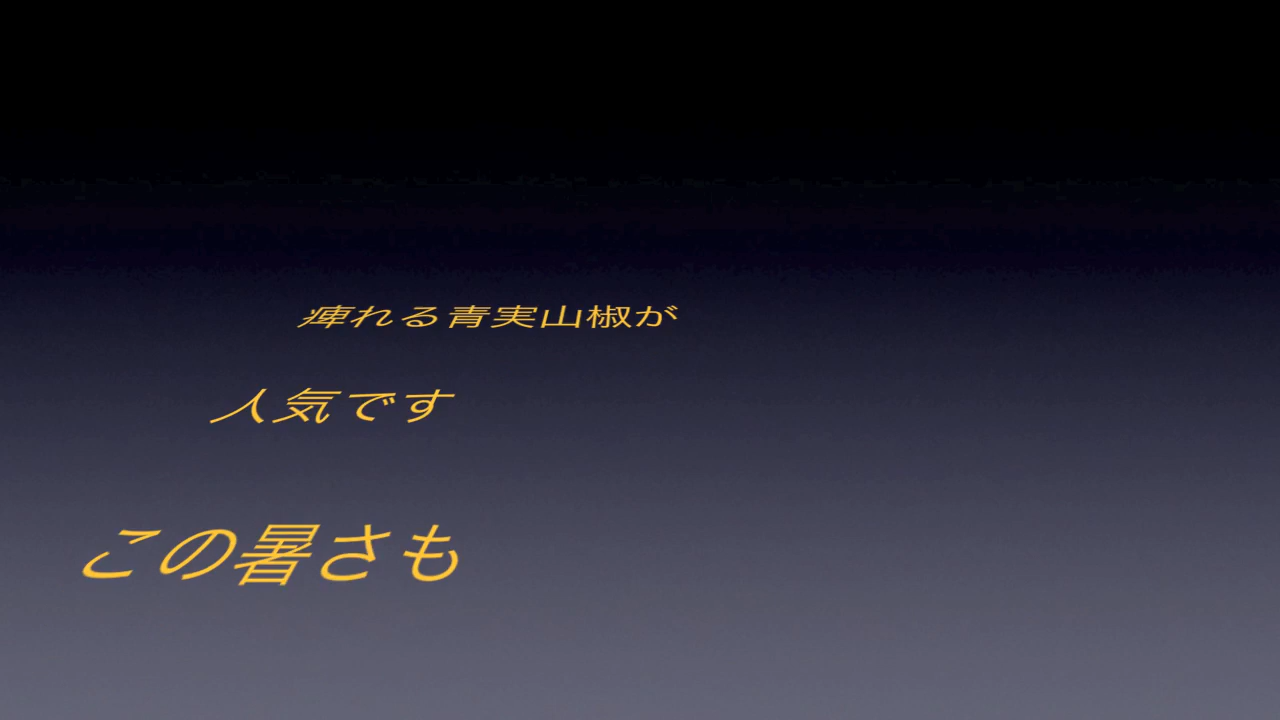 痺れる青実山椒が
人気です
この暑さも